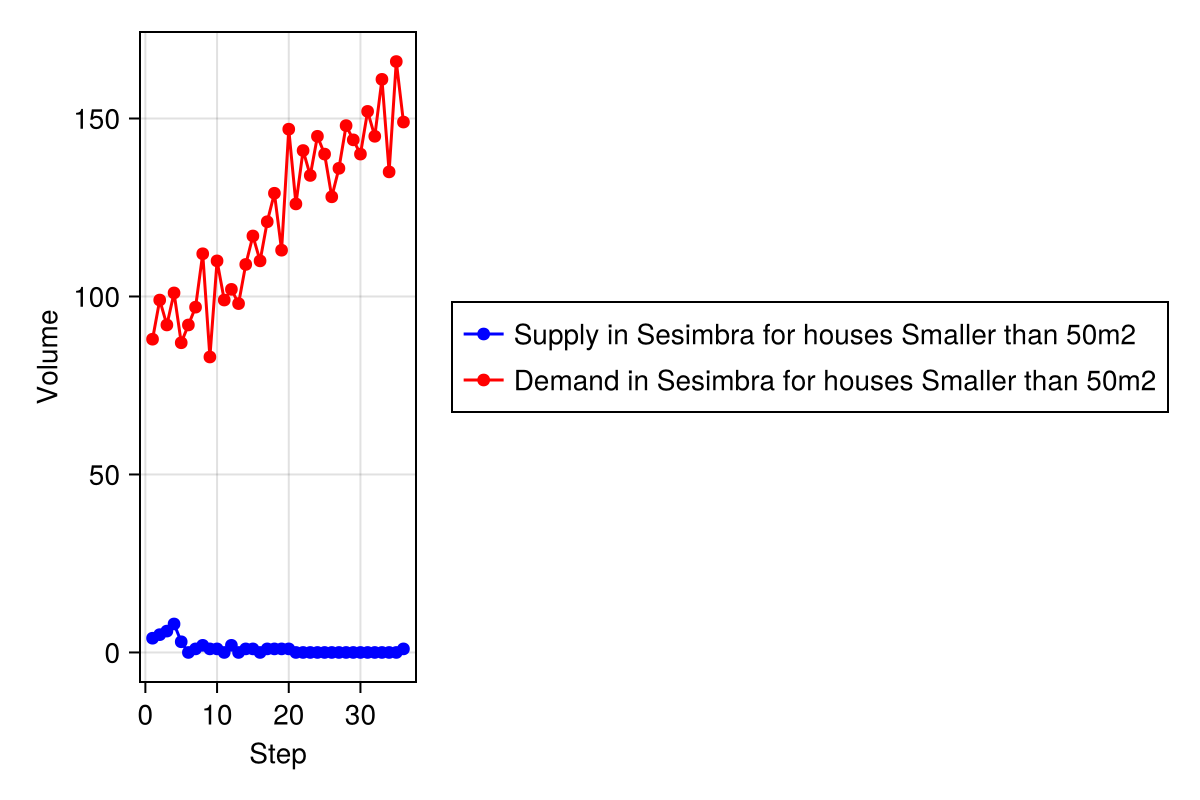 150
100
50
0
Volume
0 10 20 30
Step
Supply in Sesimbra for houses Smaller than 50m2
Demand in Sesimbra for houses Smaller than 50m2